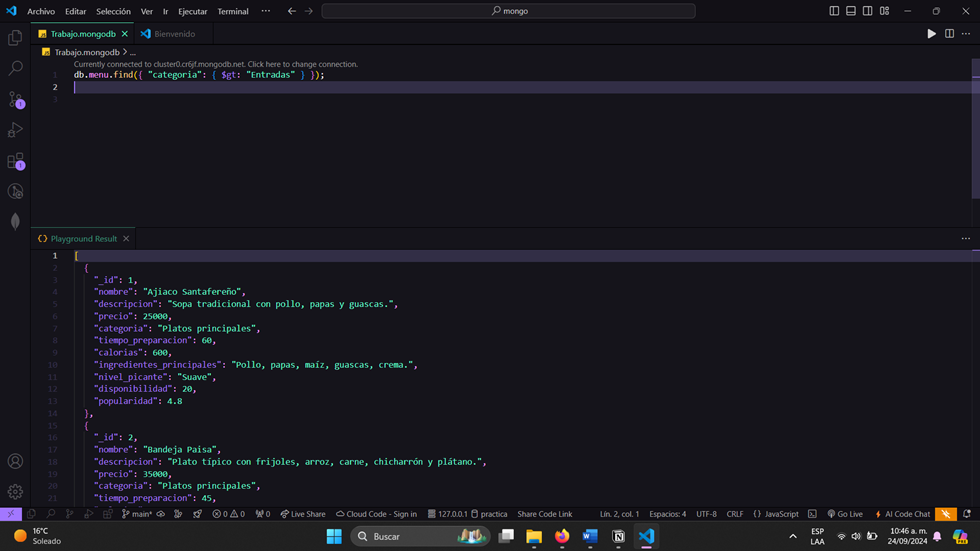 Archivo Editar Selección Ver Ir Ejecutar Terminal ··· mongo
Trabajo.mongodb Bienvenido
Trabajo.mongodb > ...
Currently connected to cluster0.cr6jf.mongodb.net. Click here to change connection.
1 db.menu.find({ "categoria": { $gt: "Entradas" } });
2
3
Playground Result
1 [
2 {
3 "_id": 1,
4 "nombre": "Ajiaco Santafereño",
5 "descripcion": "Sopa tradicional con pollo, papas y guascas.",
6 "precio": 25000,
7 "categoria": "Platos principales",
8 "tiempo_preparacion": 60,
9 "calorias": 600,
10 "ingredientes_principales": "Pollo, papas, maíz, guascas, crema.",
11 "nivel_picante": "Suave",
12 "disponibilidad": 20,
13 "popularidad": 4.8
14 },
15 {
16 "_id": 2,
17 "nombre": "Bandeja Paisa",
18 "descripcion": "Plato típico con frijoles, arroz, carne, chicharrón y plátano.",
19 "precio": 35000,
20 "categoria": "Platos principales",
21 "tiempo_preparacion": 45,
main* 0 0 0 Live Share Cloud Code - Sign in 127.0.0.1 practica Share Code Link Lín. 2, col. 1 Espacios: 4 UTF-8 CRLF {} JavaScript Go Live AI Code Chat
16°C
Soleado
Buscar
ESP
LAA
10:46 a. m.
24/09/2024